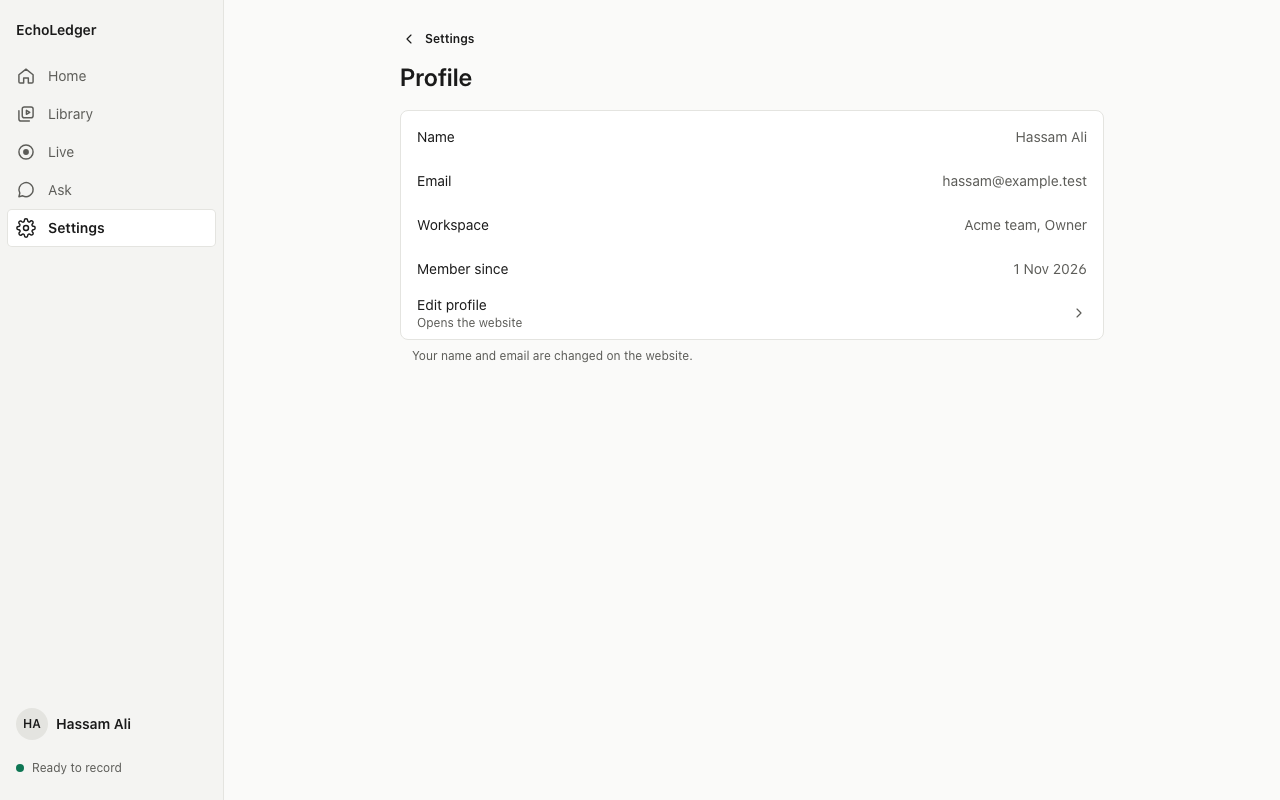 EchoLedger
Home
Library
Live
Ask
Settings
HA
Hassam Ali
Ready to record
Settings
Profile
Name
Hassam Ali
Email
hassam@example.test
Workspace
Acme team, Owner
Member since
1 Nov 2026
Edit profile
Opens the website
Your name and email are changed on the website.